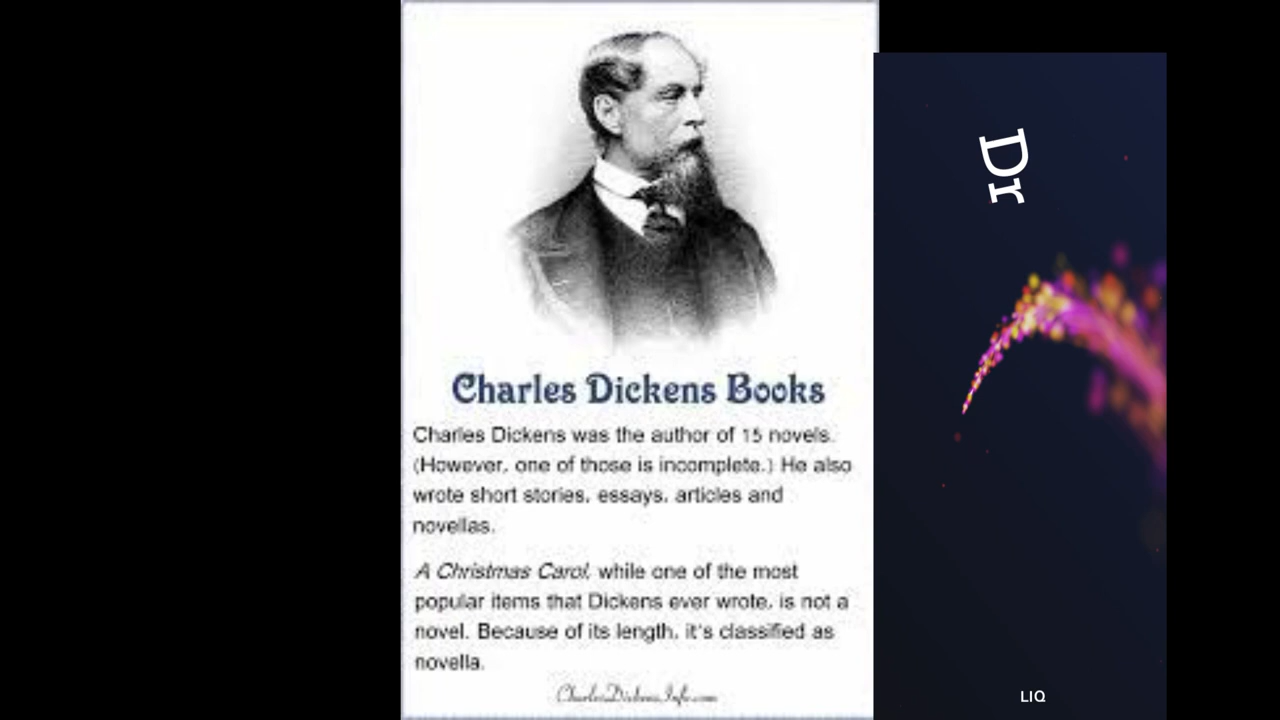 Charles Dickens Books
Charles Dickens was the author of 15 novels.
(However, one of those is incomplete.) He also
wrote short stories, essays, articles and
novellas.
A Christmas Carol, while one of the most
popular items that Dickens ever wrote, is not a
novel. Because of its length, it's classified as
novella.
CharlesDickensInfo.com
Dr
LIQ